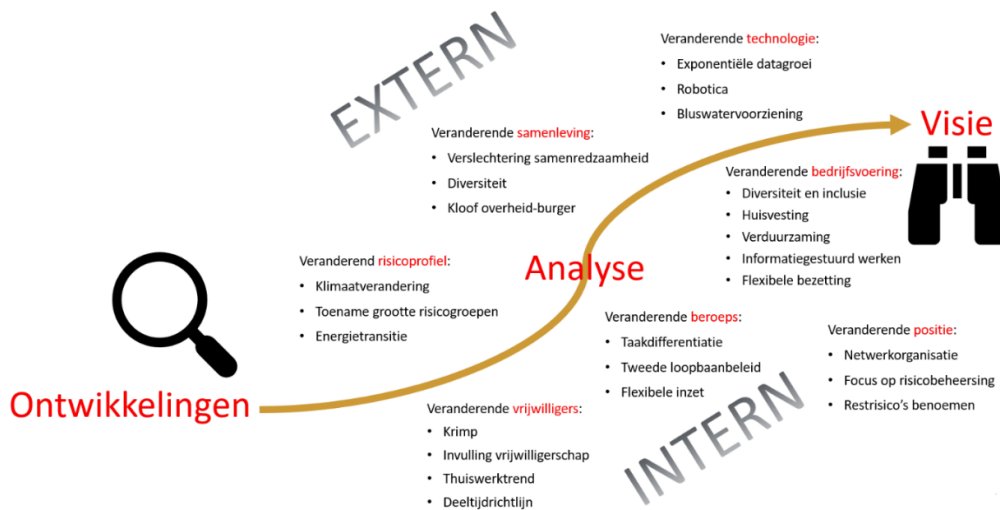 EXTERN
Veranderende technologie:
• Exponentiële datagroei
• Robotica
• Bluswatervoorziening
Visie
Veranderende samenleving:
• Verslechtering samenredzaamheid
• Diversiteit
• Kloof overheid-burger
Veranderende bedrijfsvoering:
• Diversiteit en inclusie
• Huisvesting
• Verduurzaming
• Informatiegestuurd werken
• Flexibele bezetting
Veranderend risicoprofiel:
• Klimaatverandering
• Toename grootte risicogroepen
• Energietransitie
Analyse
Veranderende beroeps:
• Taakdifferentiatie
• Tweede loopbaanbeleid
• Flexibele inzet
Veranderende positie:
• Netwerkorganisatie
• Focus op risicobeheersing
• Restrisico's benoemen
Ontwikkelingen
Veranderende vrijwilligers:
• Krimp
• Invulling vrijwilligerschap
• Thuiswerktrend
• Deeltijdrichtlijn
INTERN